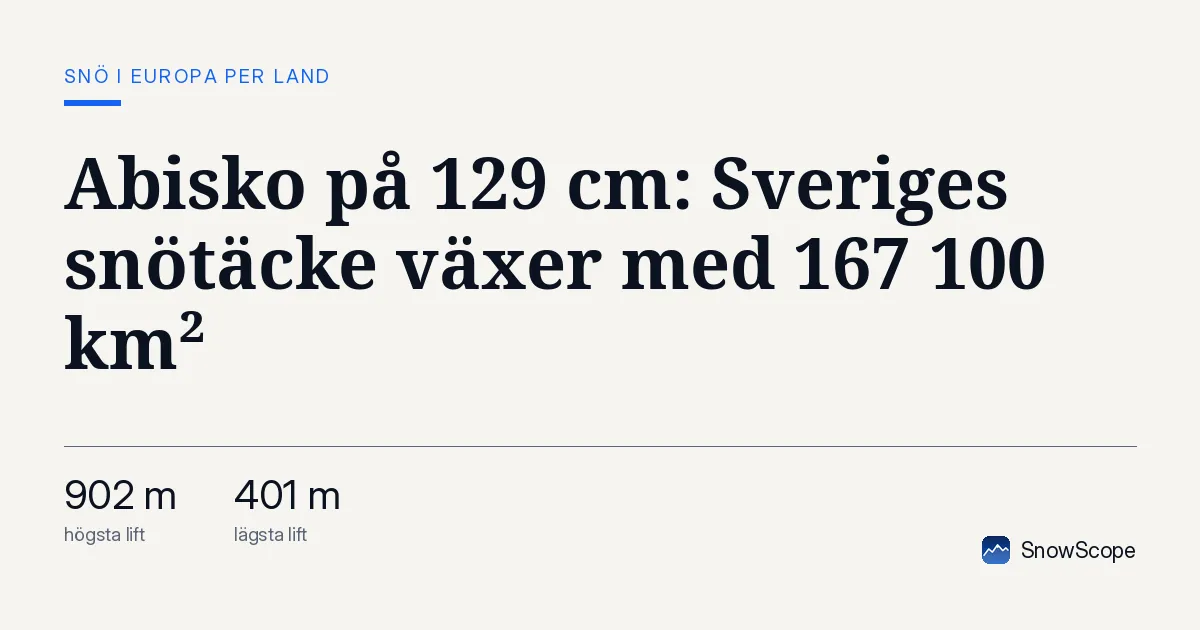 SNÖ I EUROPA PER LAND
Abisko på 129 cm: Sveriges
snötäcke växer med 167 100
km²
902 m
högsta lift
401 m
lägsta lift
SnowScope